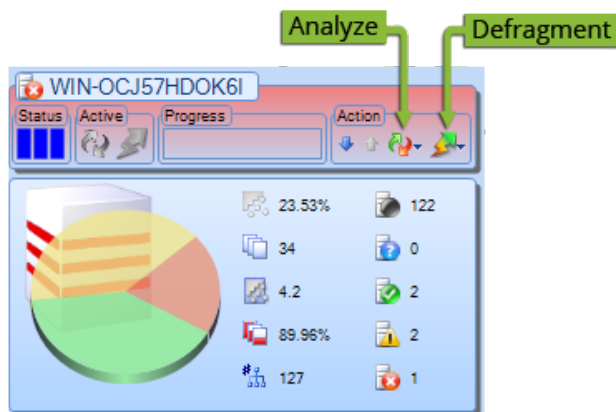 Analyze Defragment
WIN-OCJ57HDOK6I
Status Active Progress Action
23.53% 122
34 0
4.2 2
89.96% 2
127 1